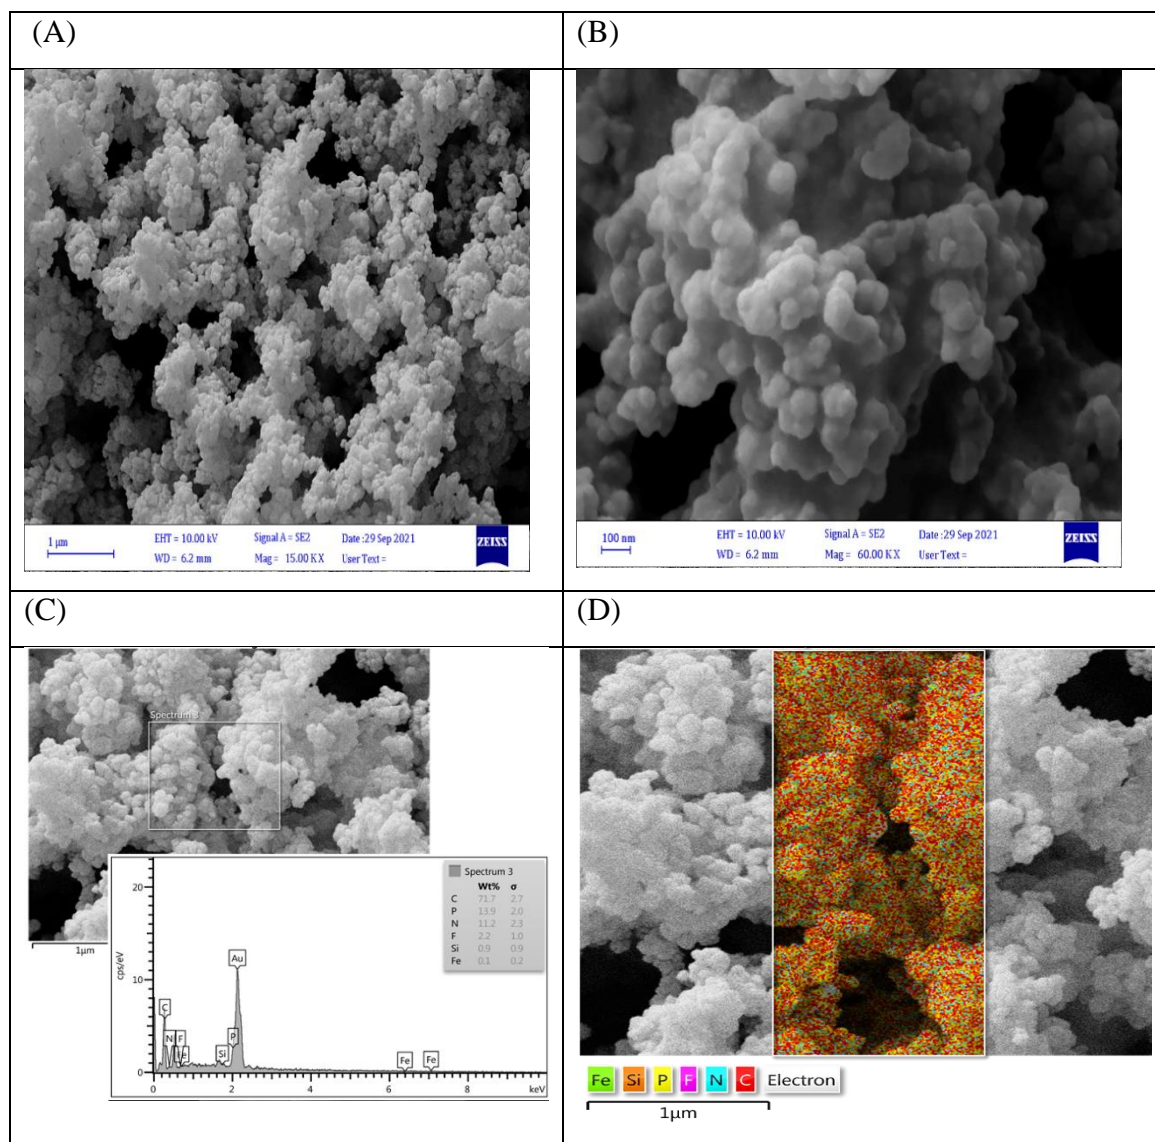 (A)
(B)
1 µm
EHT = 10.00 kV
Signal A = SE2
Date :29 Sep 2021
WD = 6.2 mm
Mag = 15.00 K X
User Text =
ZEISS
100 nm
EHT = 10.00 kV
Signal A = SE2
Date :29 Sep 2021
WD = 6.2 mm
Mag = 60.00 K X
User Text =
ZEISS
(C)
(D)
Spectrum 3
1µm
Spectrum 3
Wt% σ
C 71.7 2.7
P 13.9 2.0
N 11.2 2.3
F 2.2 1.0
Si 0.9 0.9
Fe 0.1 0.2
20
10
0
cps/eV
Au
C
N
F
Fe
Si
P
Fe
Fe
0 2 4 6 8 keV
Fe Si P F N C Electron
1µm